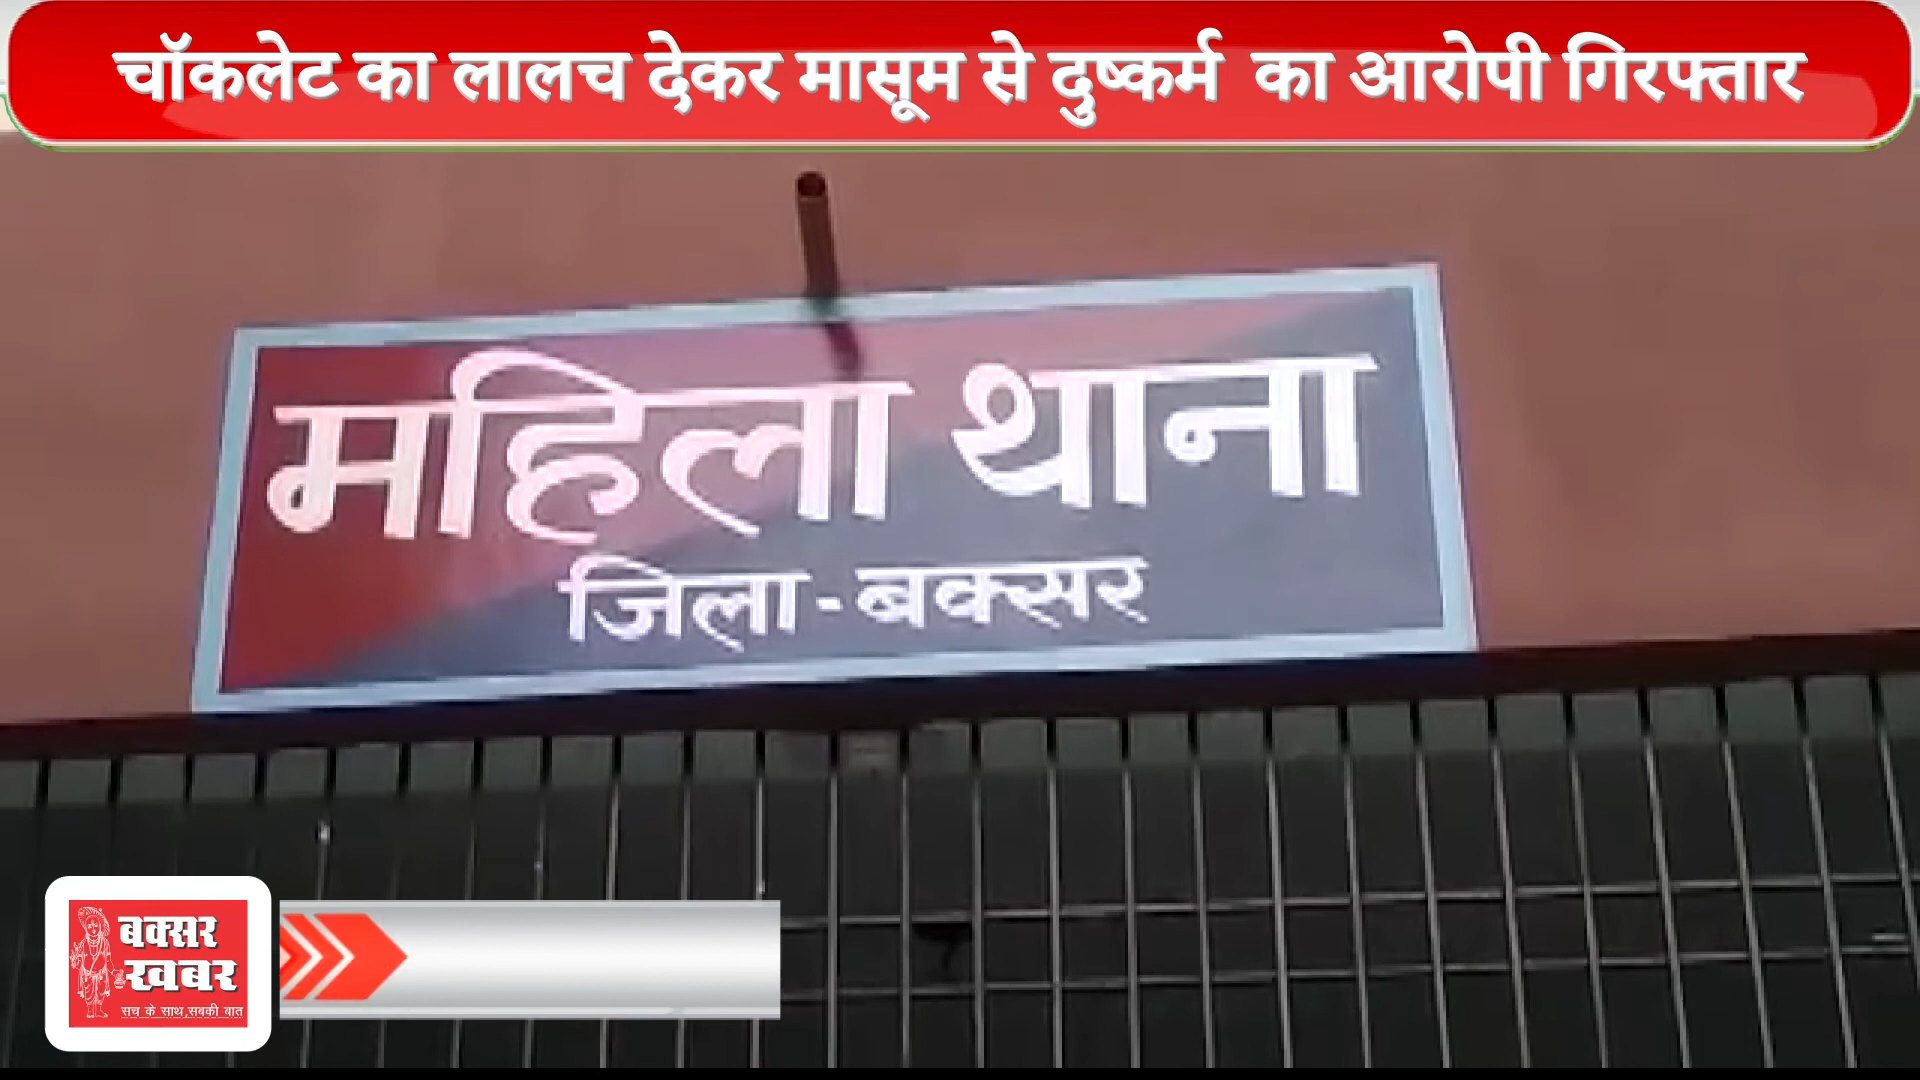 चॉकलेट का लालच देकर मासूम से दुष्कर्म का आरोपी गिरफ्तार
महिला थाना
जिला - बक्सर
बक्सर
खबर
सच के साथ,सबकी बात